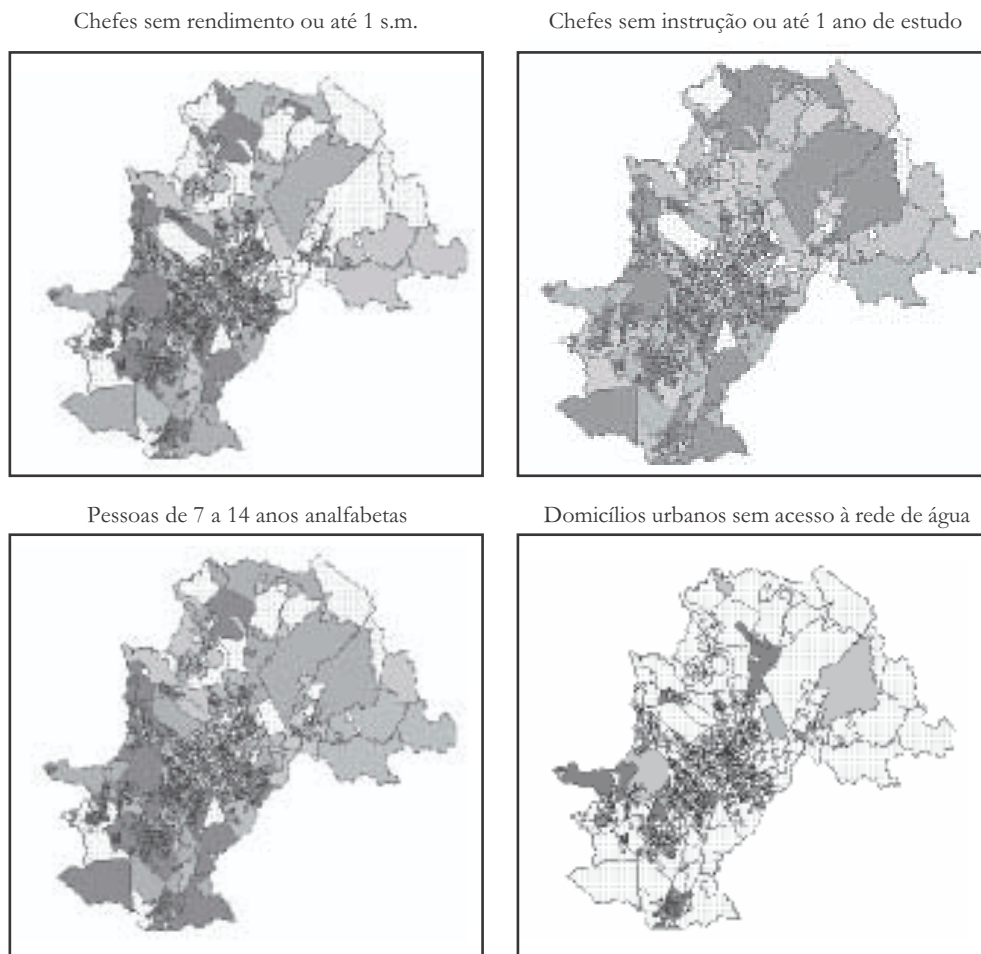 Chefes sem rendimento ou até 1 s.m.
Chefes sem instrução ou até 1 ano de estudo
Pessoas de 7 a 14 anos analfabetas
Domicílios urbanos sem acesso à rede de água